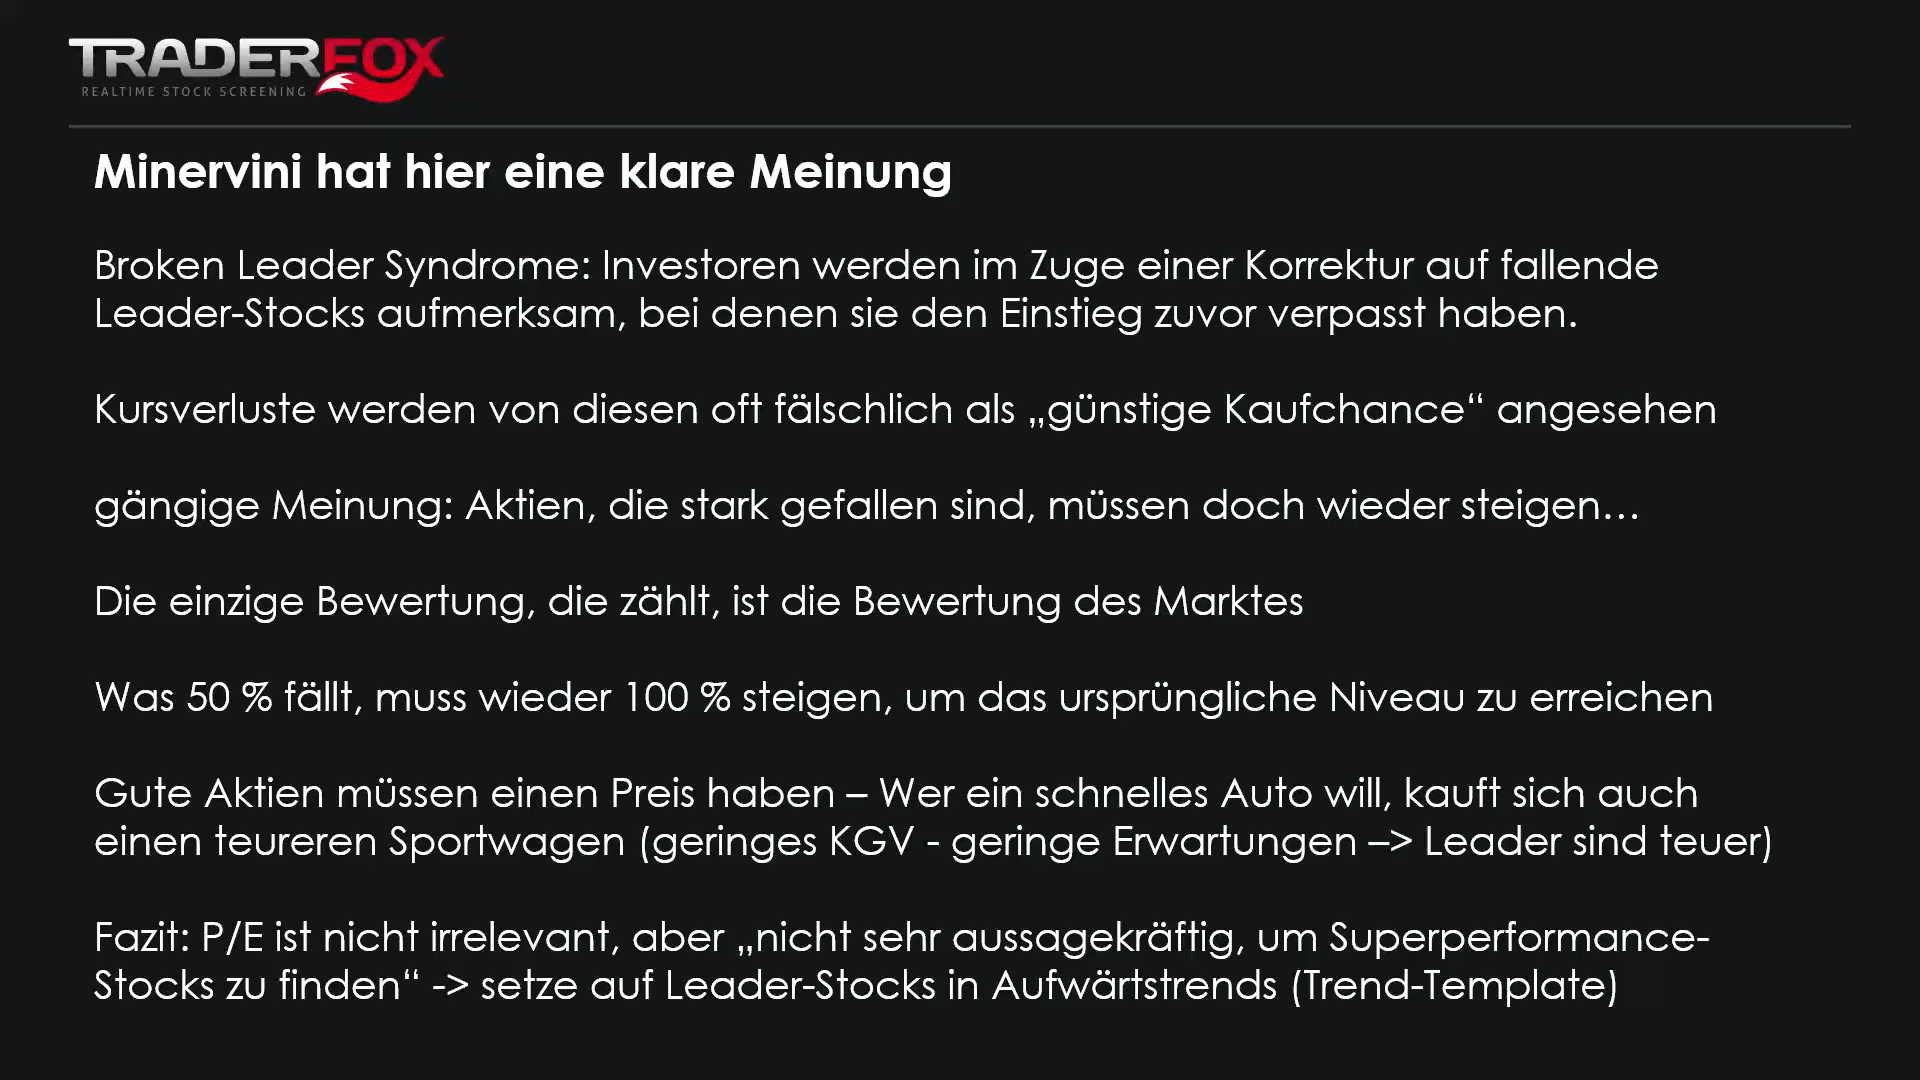 TRADERFOX
REALTIME STOCK SCREENING
Minervini hat hier eine klare Meinung
Broken Leader Syndrome: Investoren werden im Zuge einer Korrektur auf fallende
Leader-Stocks aufmerksam, bei denen sie den Einstieg zuvor verpasst haben.
Kursverluste werden von diesen oft fälschlich als „günstige Kaufchance“ angesehen
gängige Meinung: Aktien, die stark gefallen sind, müssen doch wieder steigen…
Die einzige Bewertung, die zählt, ist die Bewertung des Marktes
Was 50 % fällt, muss wieder 100 % steigen, um das ursprüngliche Niveau zu erreichen
Gute Aktien müssen einen Preis haben – Wer ein schnelles Auto will, kauft sich auch
einen teureren Sportwagen (geringes KGV - geringe Erwartungen –> Leader sind teuer)
Fazit: P/E ist nicht irrelevant, aber „nicht sehr aussagekräftig, um Superperformance-
Stocks zu finden“ -> setze auf Leader-Stocks in Aufwärtstrends (Trend-Template)